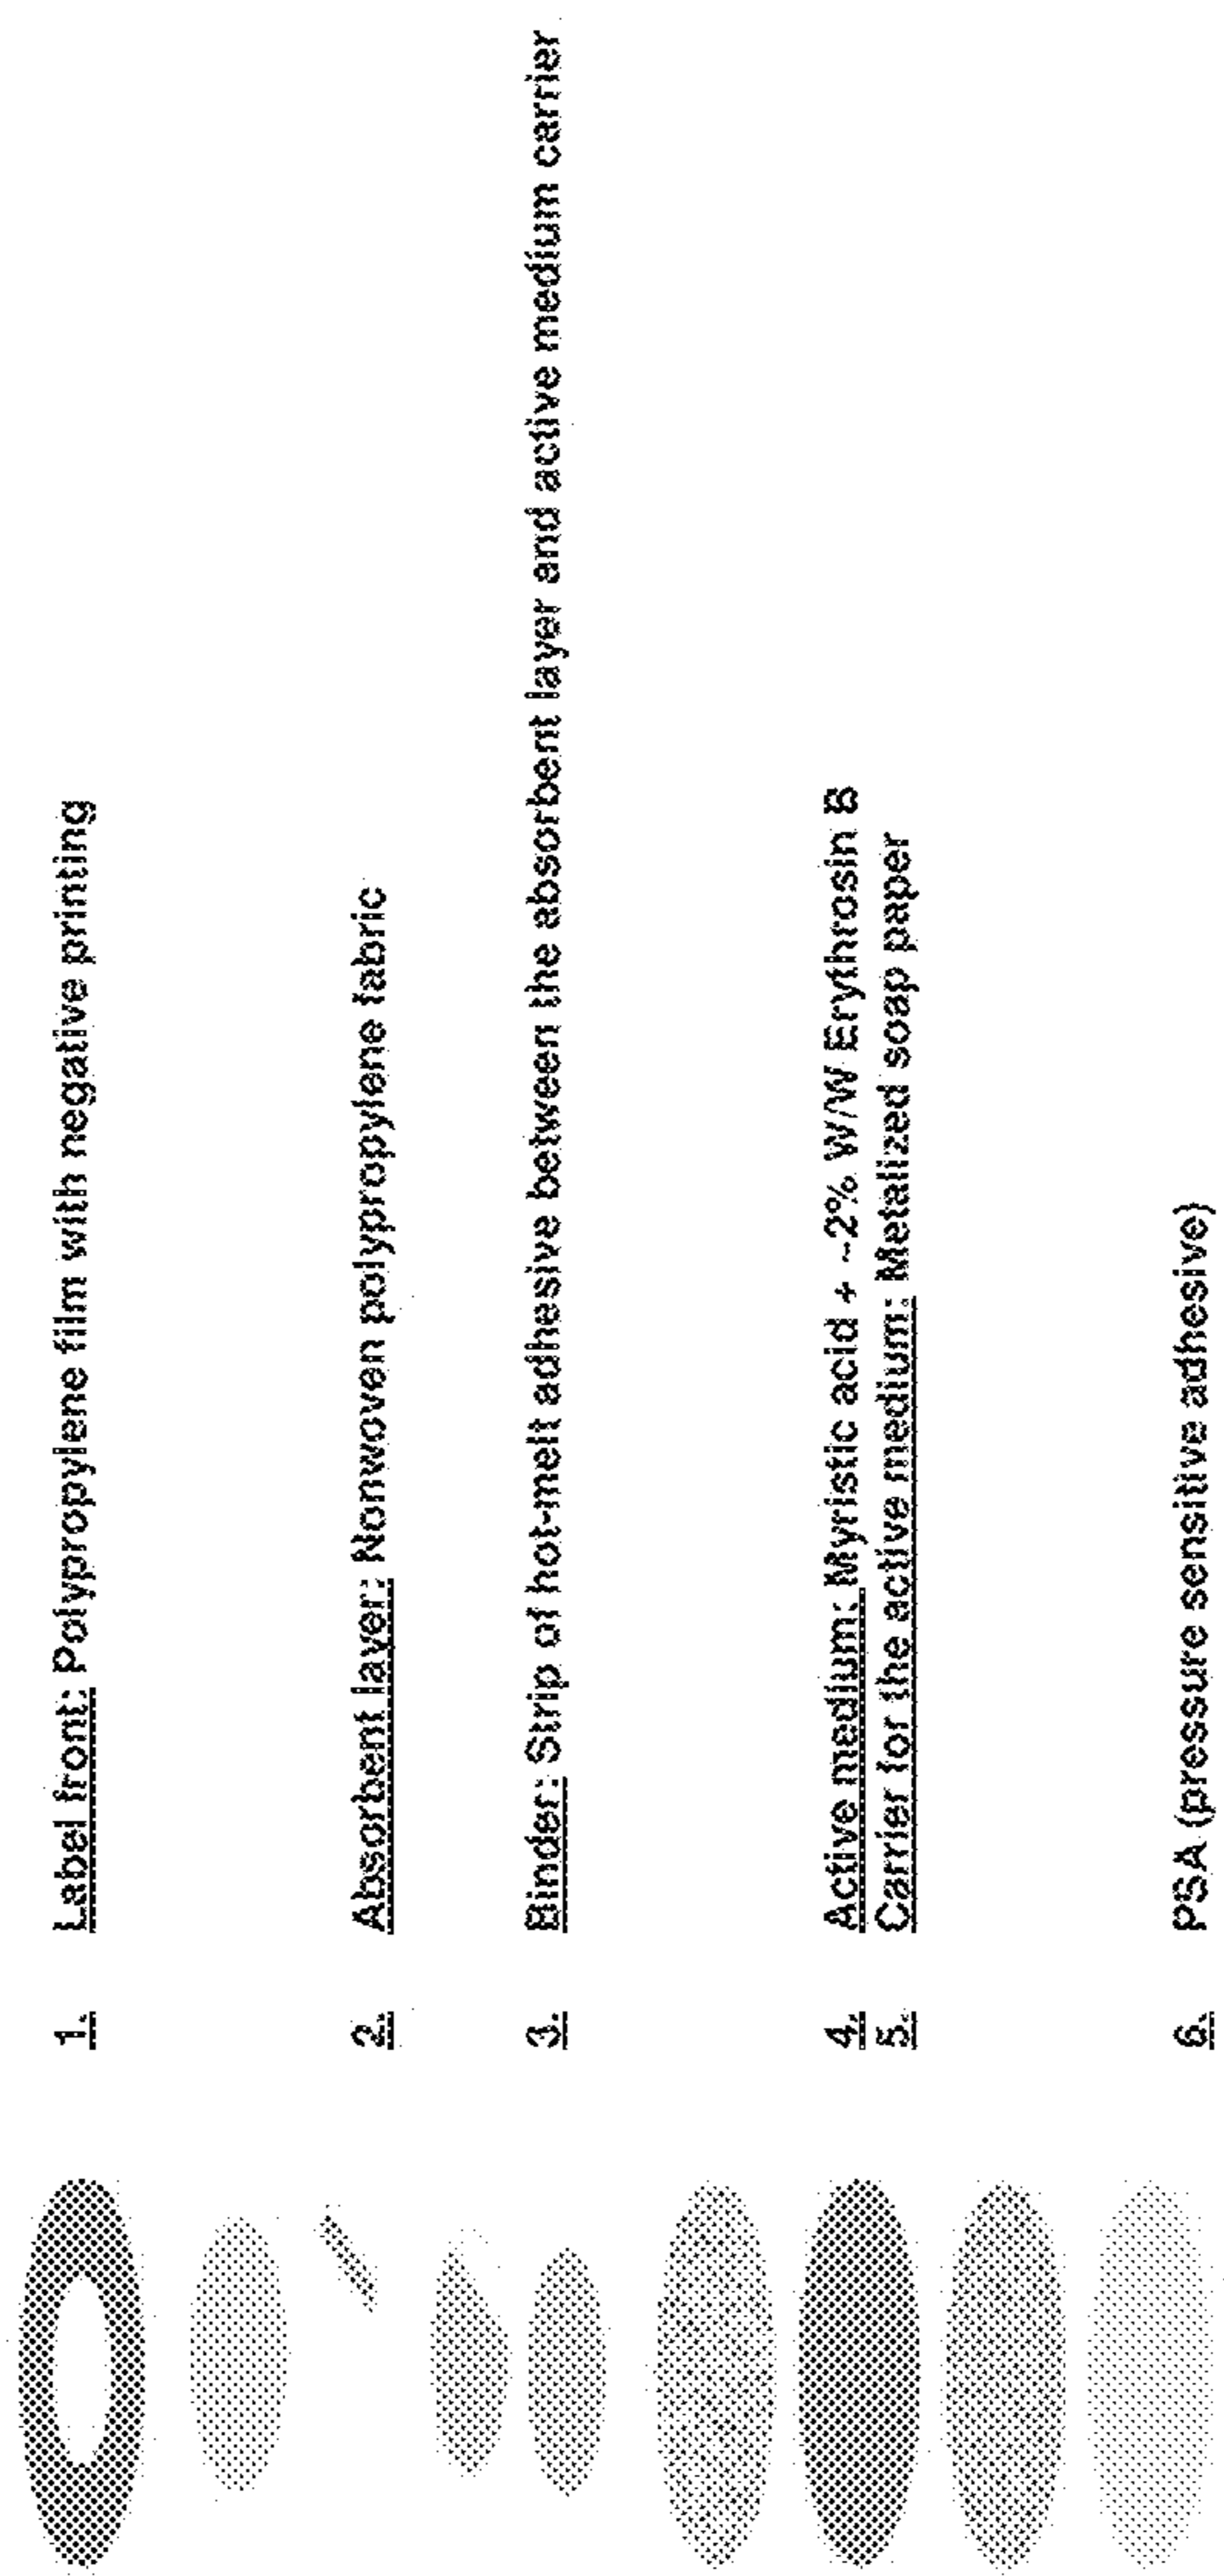 1. Label front: Polypropylene film with negative printing
2. Absorbent layer: Nonwoven polypropylene fabric
3. Binder: Strip of hot-melt adhesive between the absorbent layer and active medium carrier
4. Active medium: Myristic acid + ~2% W/W Erythrosin B
5. Carrier for the active medium: Metalized soap paper
6. PSA (pressure sensitive adhesive)